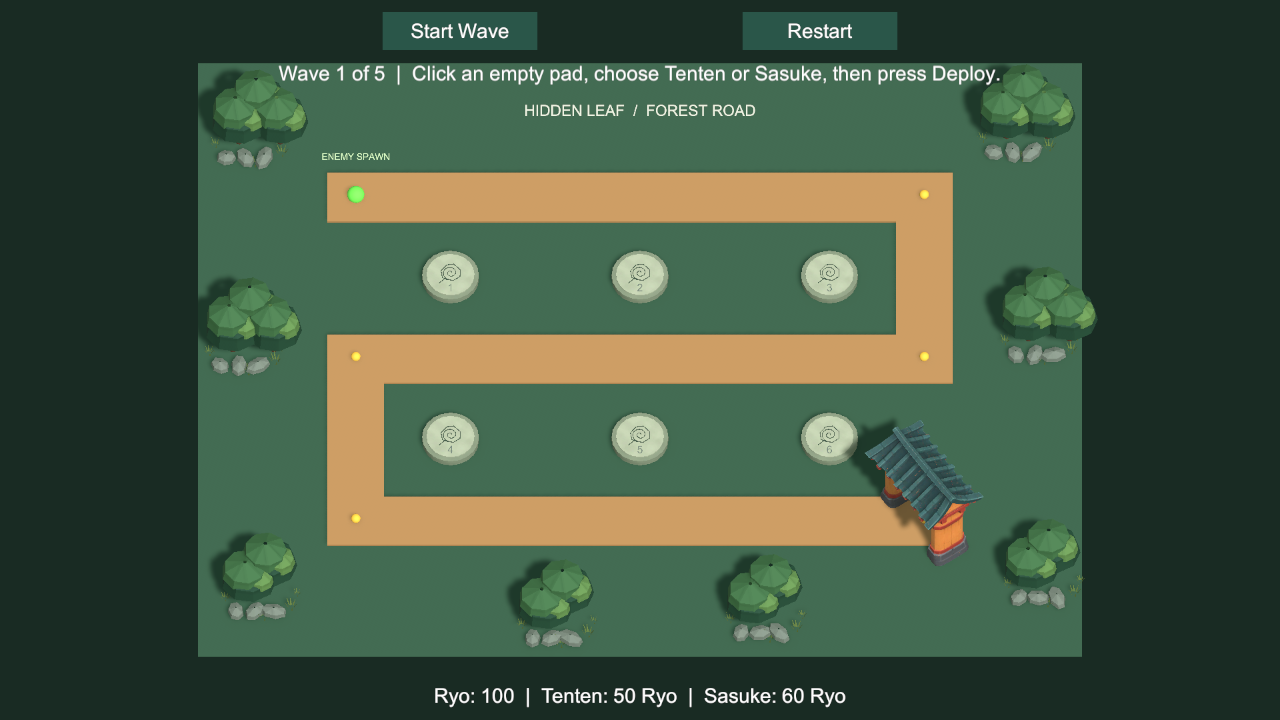 Start Wave
Restart
Wave 1 of 5 | Click an empty pad, choose Tenten or Sasuke, then press Deploy.
HIDDEN LEAF / FOREST ROAD
ENEMY SPAWN
1
2
3
4
5
6
Ryo: 100 | Tenten: 50 Ryo | Sasuke: 60 Ryo